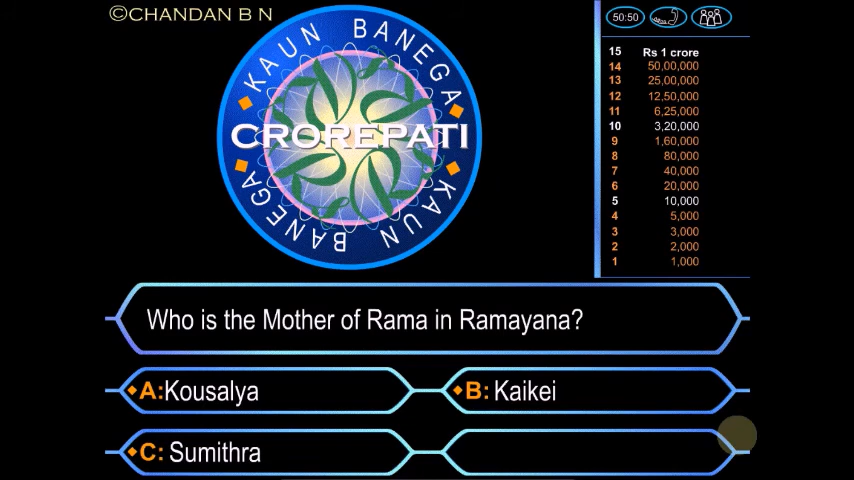 ©CHANDAN B N
KAUN BANEGA
CROREPATI
KAUN BANEGA
50:50
15 Rs 1 crore
14 50,00,000
13 25,00,000
12 12,50,000
11 6,25,000
10 3,20,000
9 1,60,000
8 80,000
7 40,000
6 20,000
5 10,000
4 5,000
3 3,000
2 2,000
1 1,000
Who is the Mother of Rama in Ramayana?
A:Kousalya
B: Kaikei
C: Sumithra